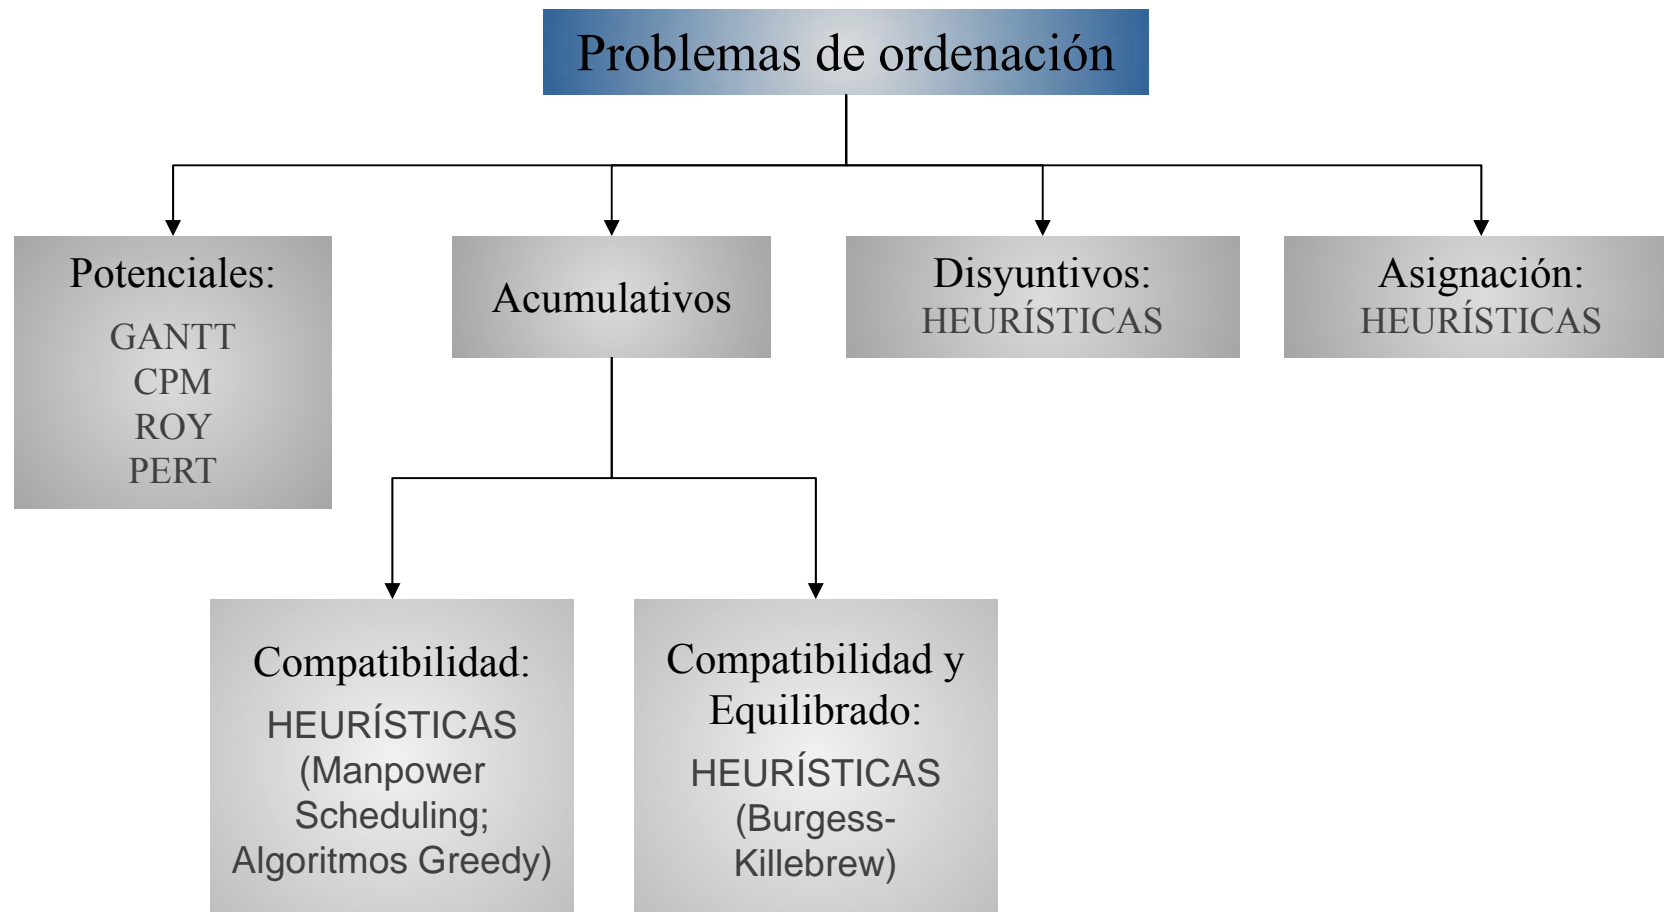 Problemas de ordenación
Potenciales:
GANTT
CPM
ROY
PERT
Acumulativos
Disyuntivos:
HEURÍSTICAS
Asignación:
HEURÍSTICAS
Compatibilidad:
HEURÍSTICAS
(Manpower
Scheduling;
Algoritmos Greedy)
Compatibilidad y
Equilibrado:
HEURÍSTICAS
(Burgess-
Killebrew)